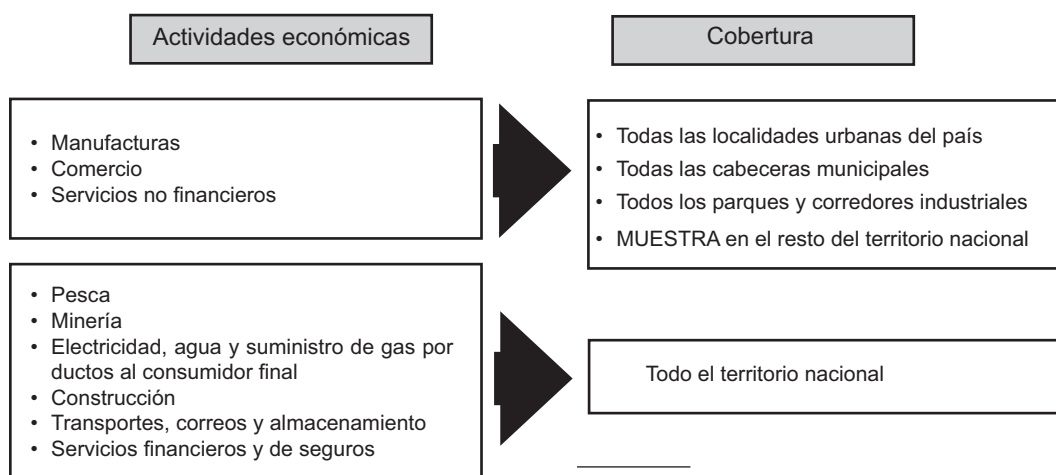 Actividades económicas
Cobertura
• Manufacturas
• Comercio
• Servicios no financieros
• Todas las localidades urbanas del país
• Todas las cabeceras municipales
• Todos los parques y corredores industriales
• MUESTRA en el resto del territorio nacional
• Pesca
• Minería
• Electricidad, agua y suministro de gas por
ductos al consumidor final
• Construcción
• Transportes, correos y almacenamiento
• Servicios financieros y de seguros
Todo el territorio nacional